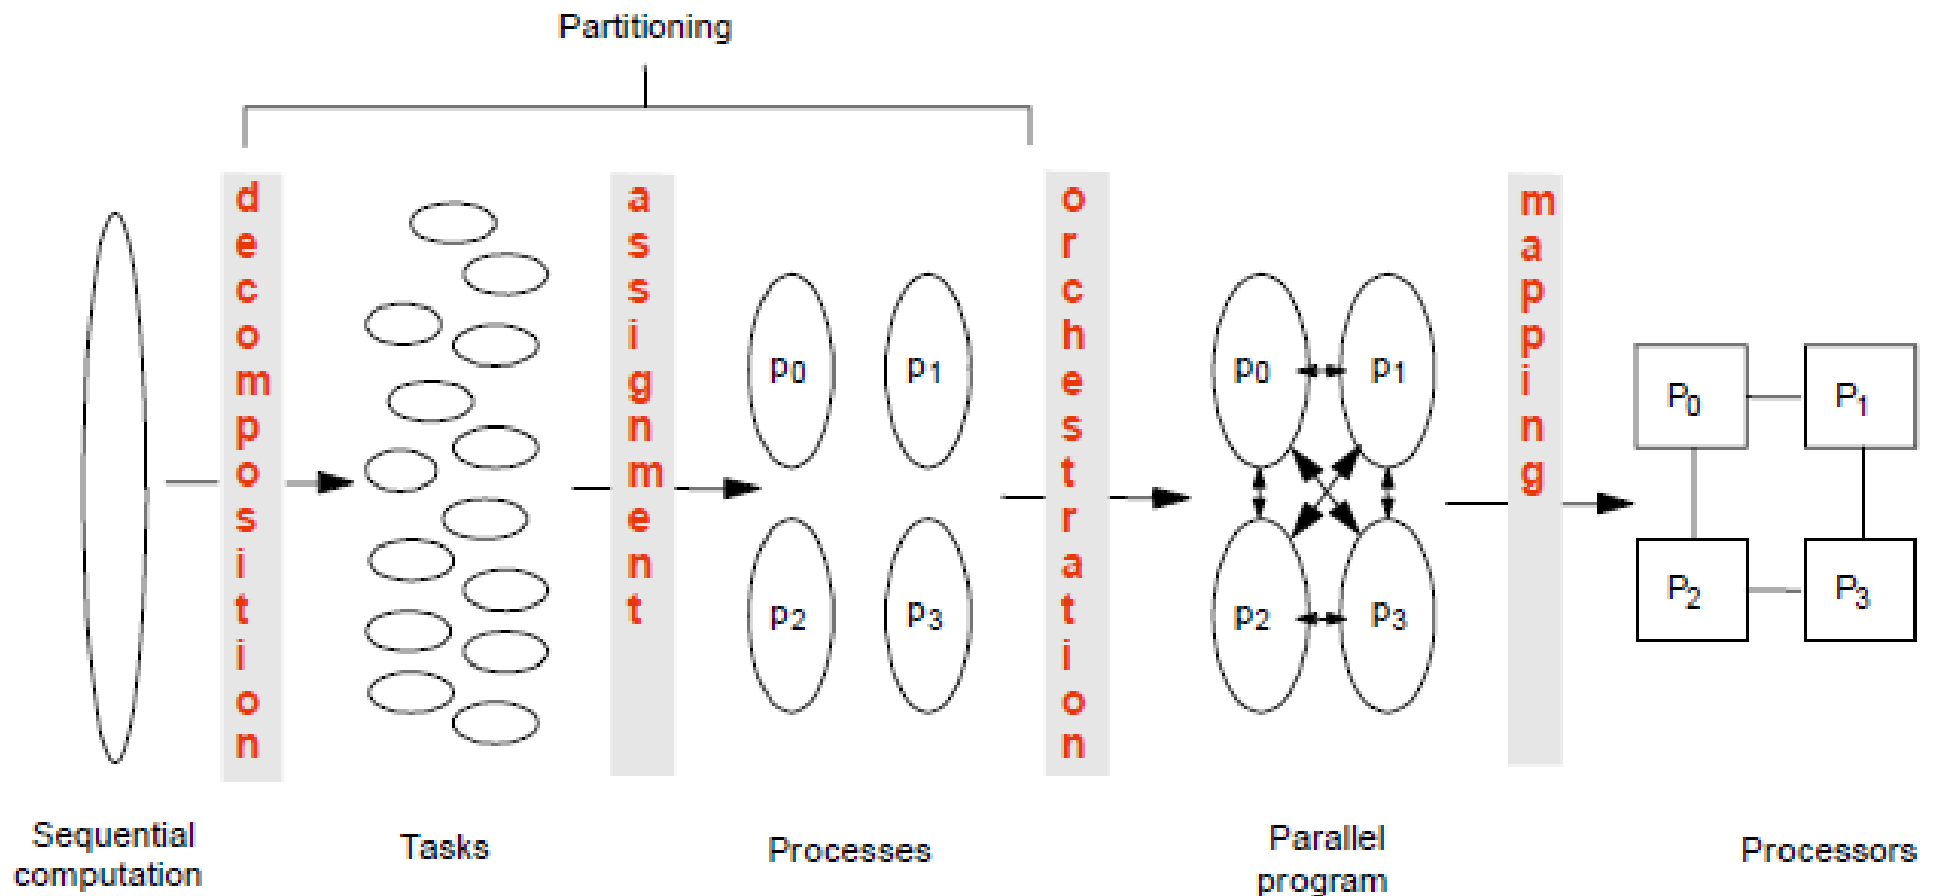 Partitioning
decomposition
assignment
orchestration
mapping
p0 p1
p2 p3
p0 p1
p2 p3
P0 P1
P2 P3
Sequential
computation
Tasks
Processes
Parallel
program
Processors